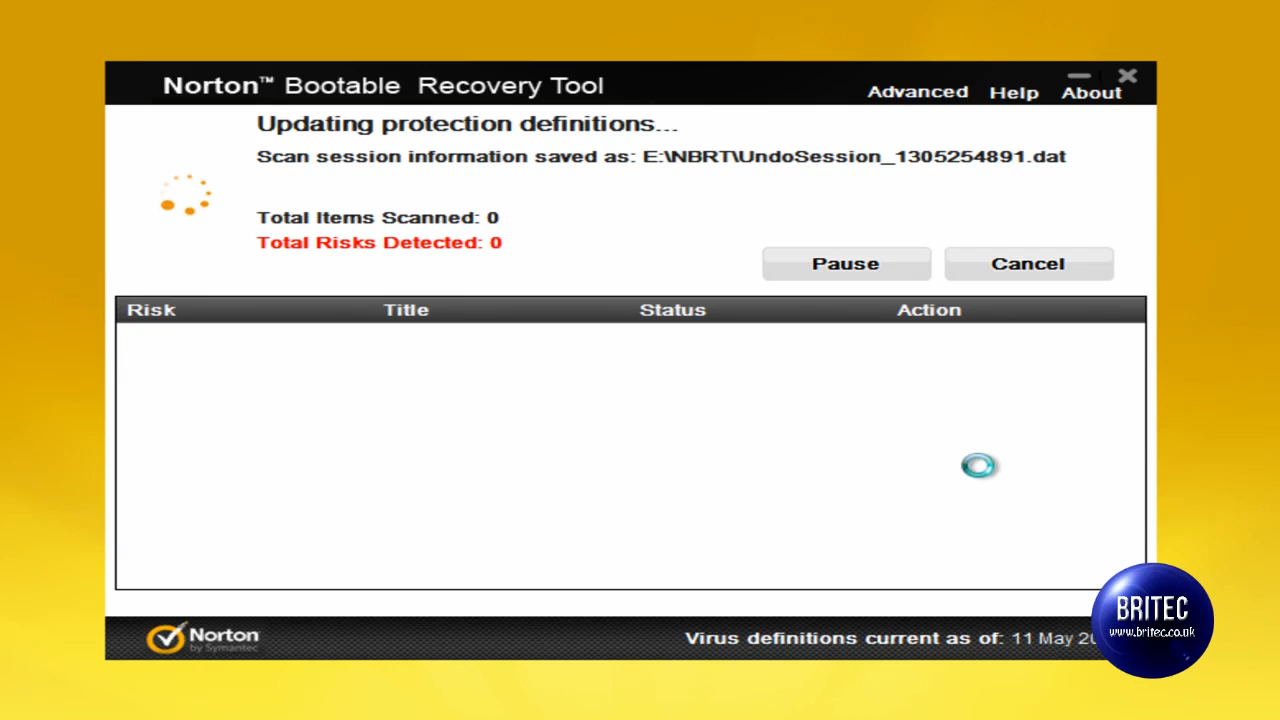 Norton™ Bootable Recovery Tool
Advanced Help About
Updating protection definitions...
Scan session information saved as: E:\NBRT\UndoSession_1305254891.dat
Total Items Scanned: 0
Total Risks Detected: 0
Pause Cancel
Risk Title Status Action
Norton
by Symantec
Virus definitions current as of: 11 May
BRITEC
www.britec.co.uk